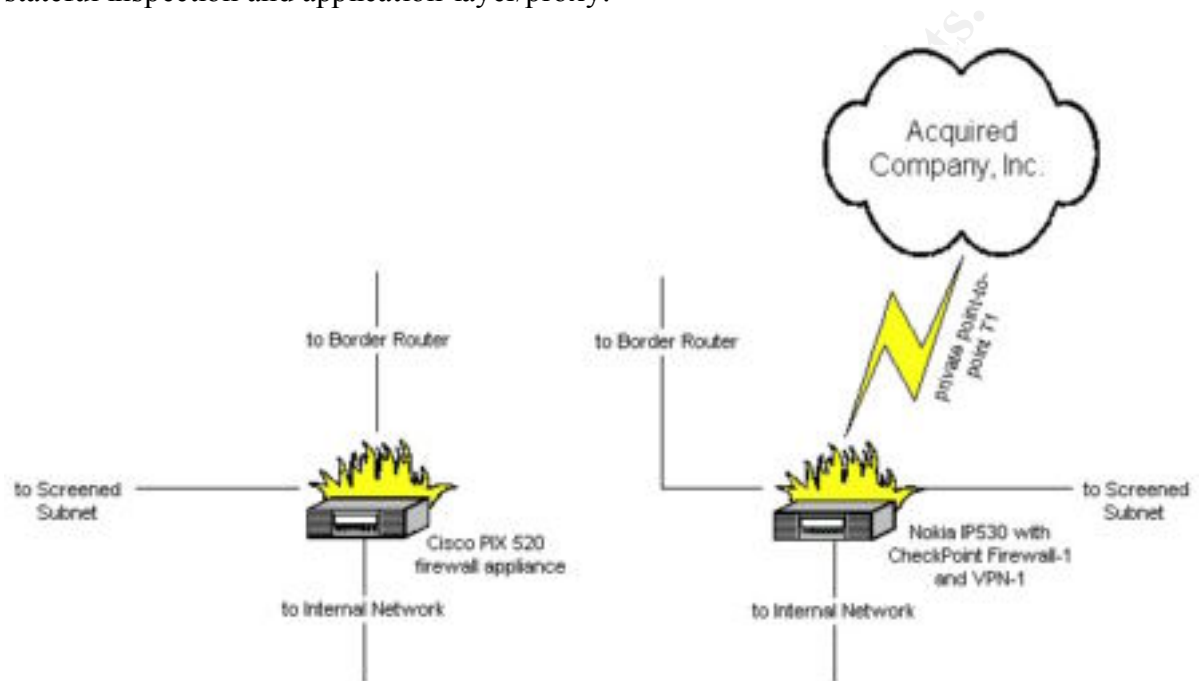 stateful inspection and application-layer/proxy.
Acquired
Company, Inc.
private point-to-
point T1
to Border Router
to Border Router
to Screened
Subnet
Cisco PIX 520
firewall appliance
to Internal Network
to Screened
Subnet
Nokia IP530 with
CheckPoint Firewall-1
and VPN-1
to Internal Network